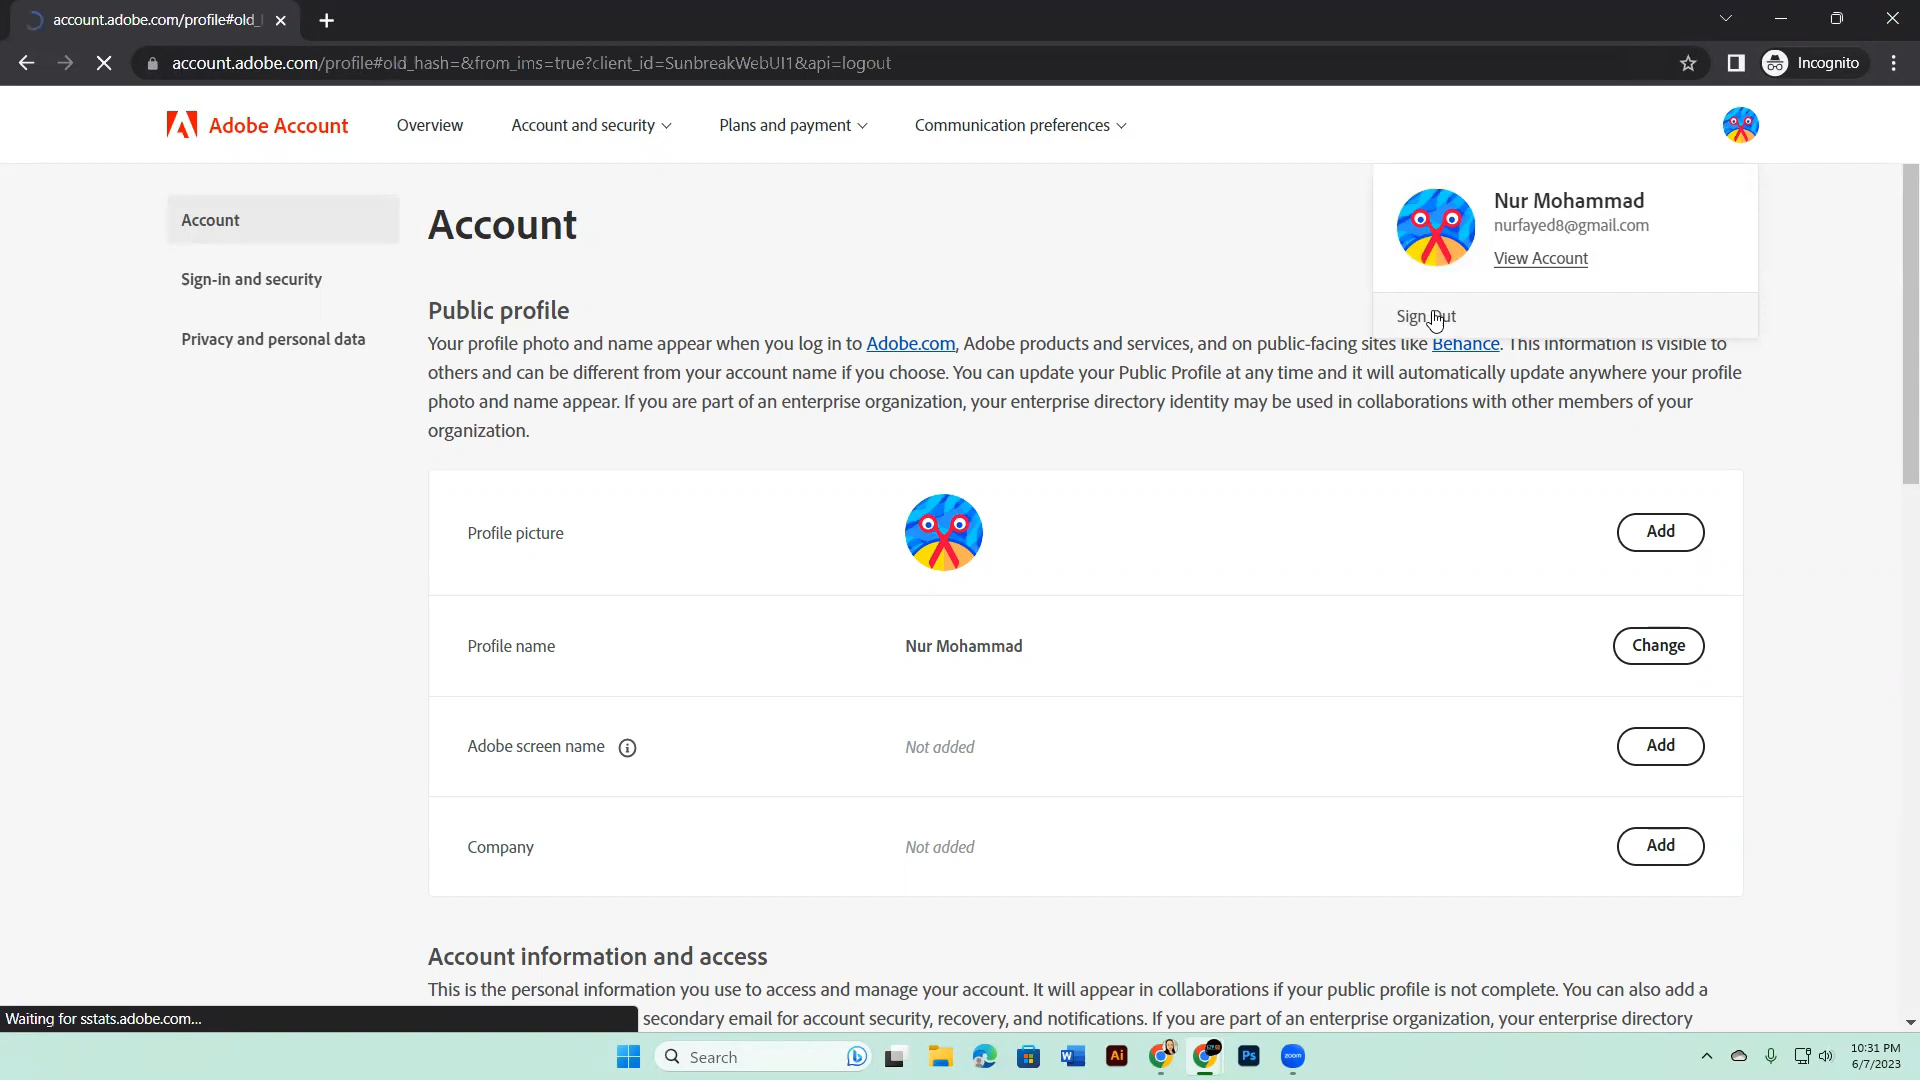 account.adobe.com/profile#old_
account.adobe.com/profile#old_hash=&from_ims=true?client_id=SunbreakWebUI1&api=logout
Incognito
Adobe Account
Overview
Account and security
Plans and payment
Communication preferences
Nur Mohammad
nurfayed8@gmail.com
View Account
Sign Out
Account
Sign-in and security
Privacy and personal data
Account
Public profile
Your profile photo and name appear when you log in to Adobe.com, Adobe products and services, and on public-facing sites like Behance. This information is visible to
others and can be different from your account name if you choose. You can update your Public Profile at any time and it will automatically update anywhere your profile
photo and name appear. If you are part of an enterprise organization, your enterprise directory identity may be used in collaborations with other members of your
organization.
Profile picture
Add
Profile name
Nur Mohammad
Change
Adobe screen name
Not added
Add
Company
Not added
Add
Account information and access
This is the personal information you use to access and manage your account. It will appear in collaborations if your public profile is not complete. You can also add a
secondary email for account security, recovery, and notifications. If you are part of an enterprise organization, your enterprise directory
Waiting for sstats.adobe.com...
Search
Ai
Ps
zoom
10:31 PM
6/7/2023